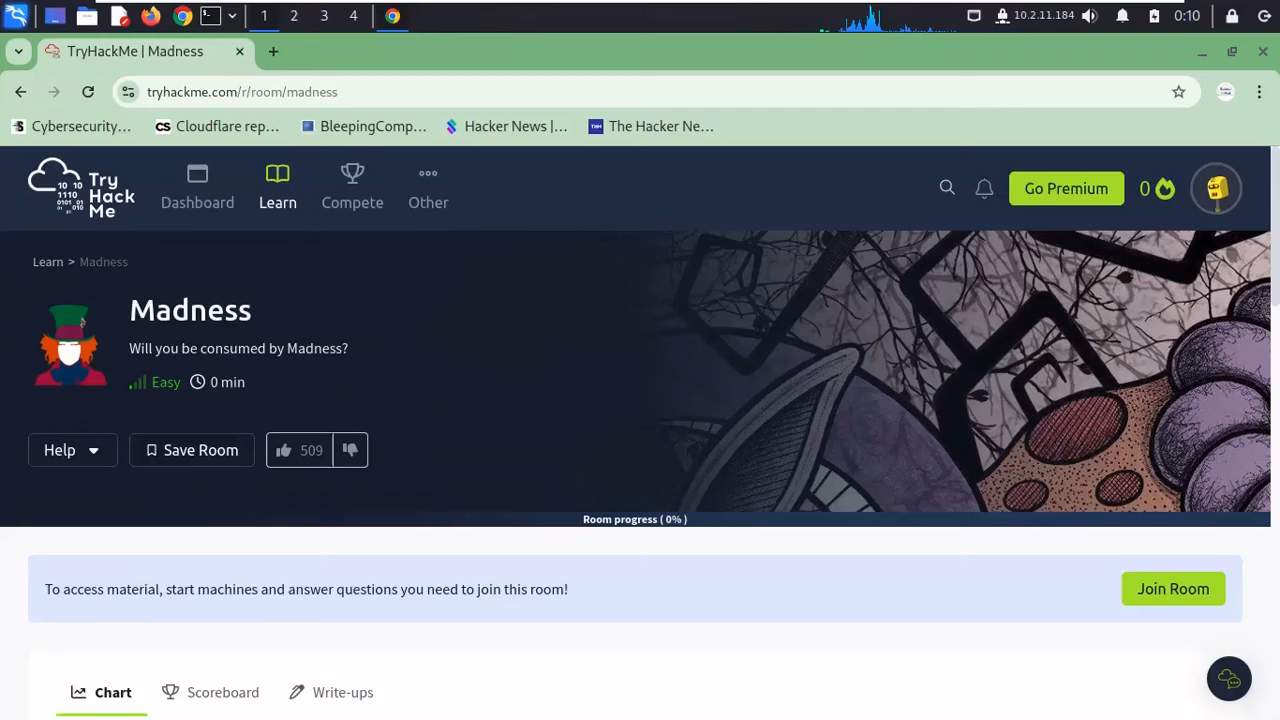 1 2 3 4 10.2.11.184 0:10
TryHackMe | Madness
tryhackme.com/r/room/madness
Cybersecurity... Cloudflare rep... BleepingComp... Hacker News |... The Hacker Ne...
Try Hack Me
Dashboard Learn Compete Other Go Premium 0
Learn > Madness
Madness
Will you be consumed by Madness?
Easy 0 min
Help Save Room 509
Room progress ( 0% )
To access material, start machines and answer questions you need to join this room! Join Room
Chart Scoreboard Write-ups